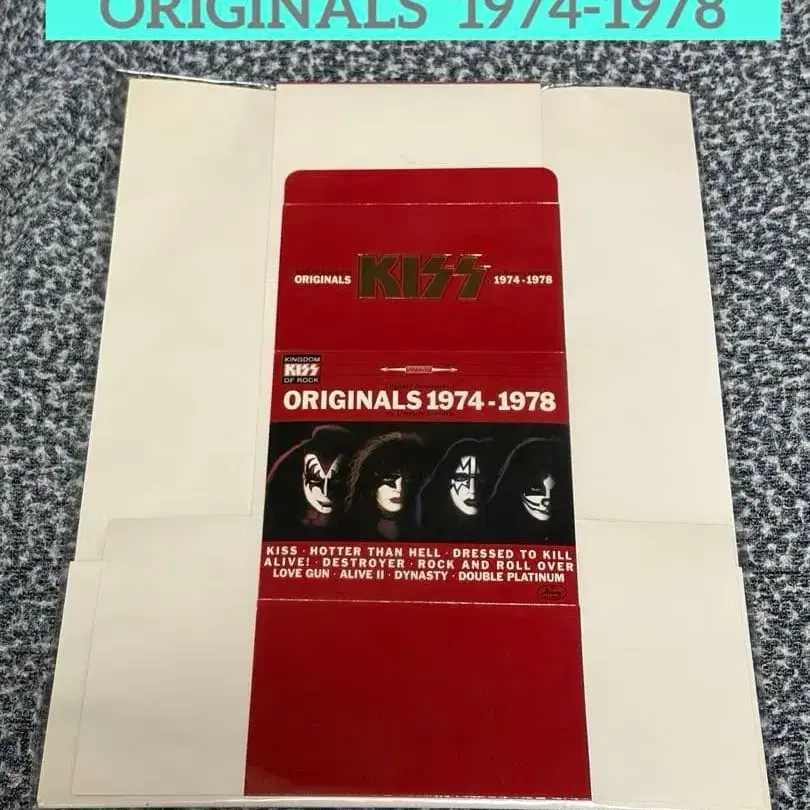 ORIGINALS 1974-1978
ORIGINALS KISS 1974-1978
KINGDOM
KISS
OF ROCK
ORIGINALS 1974-1978
KISS · HOTTER THAN HELL · DRESSED TO KILL
ALIVE! · DESTROYER · ROCK AND ROLL OVER
LOVE GUN · ALIVE II · DYNASTY · DOUBLE PLATINUM